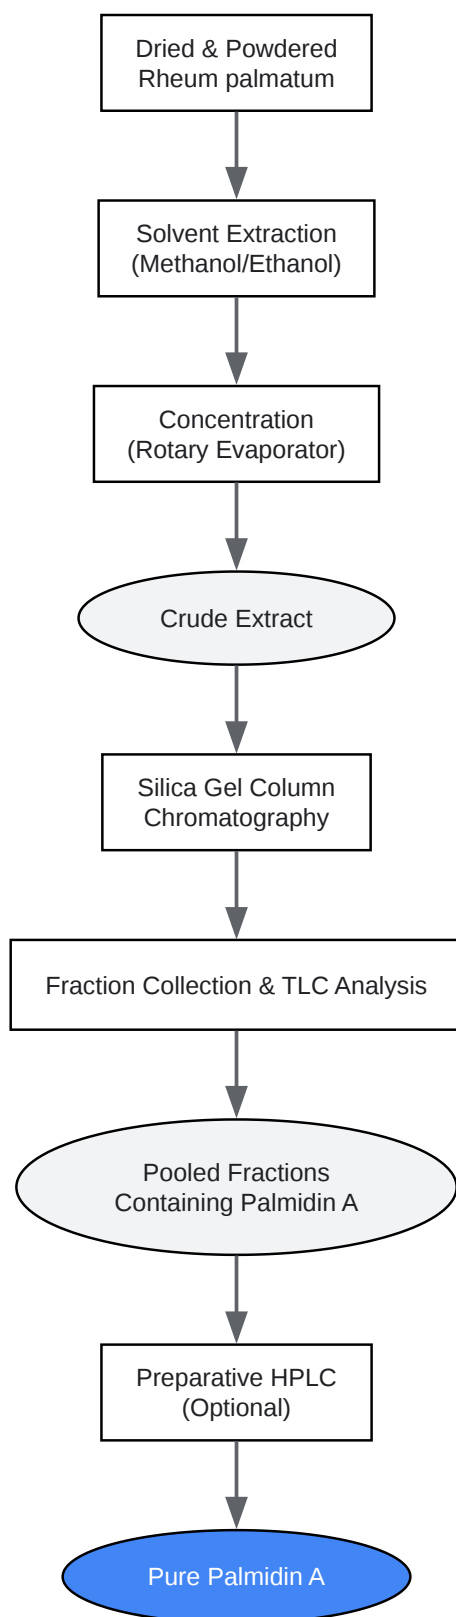 Dried & Powdered
Rheum palmatum
Solvent Extraction
(Methanol/Ethanol)
Concentration
(Rotary Evaporator)
Crude Extract
Silica Gel Column
Chromatography
Fraction Collection & TLC Analysis
Pooled Fractions
Containing Palmidin A
Preparative HPLC
(Optional)
Pure Palmidin A